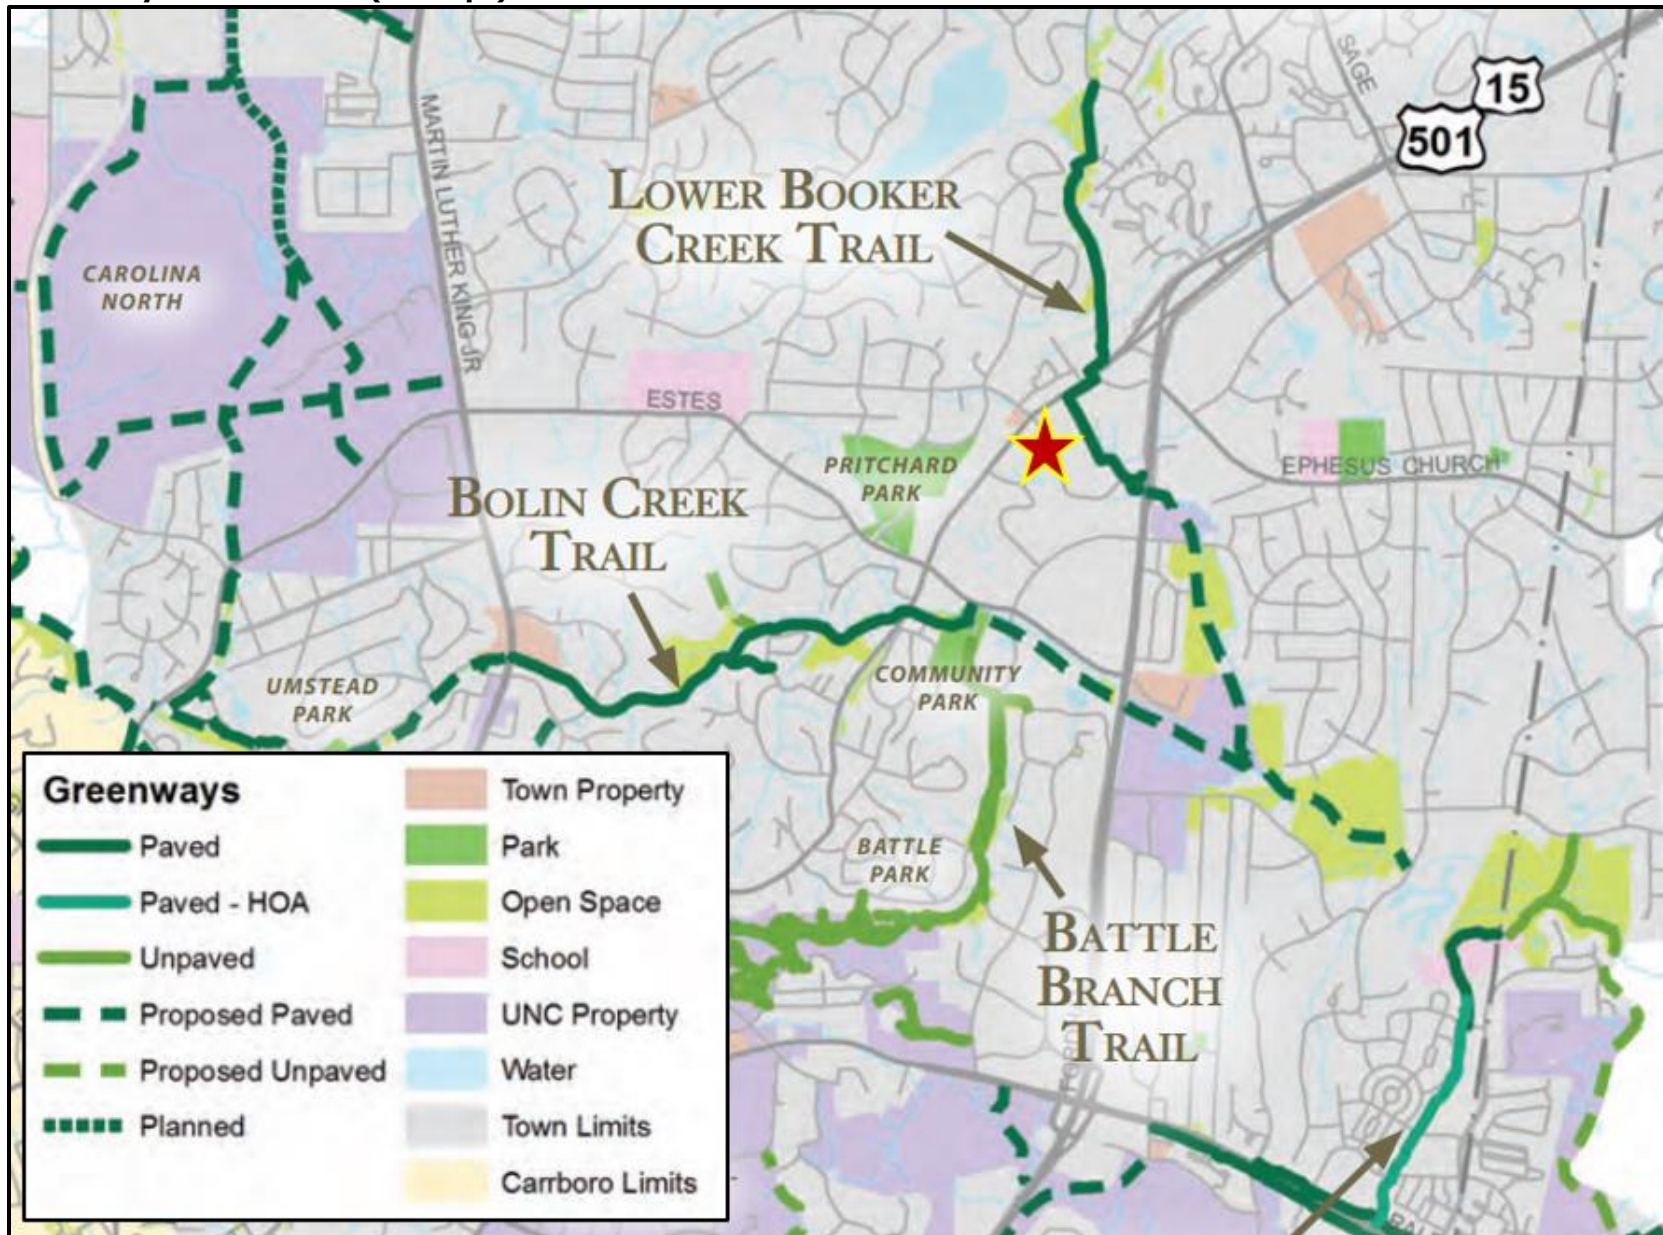 SAGE
15
501
MARTIN LUTHER KING JR
LOWER BOOKER
CREEK TRAIL
CAROLINA
NORTH
ESTES
PRITCHARD
PARK
EPHESUS CHURCH
BOLIN CREEK
TRAIL
COMMUNITY
PARK
UMSTEAD
PARK
BATTLE
PARK
BATTLE
BRANCH
TRAIL
Greenways
Paved
Paved - HOA
Unpaved
Proposed Paved
Proposed Unpaved
Planned
Town Property
Park
Open Space
School
UNC Property
Water
Town Limits
Carrboro Limits